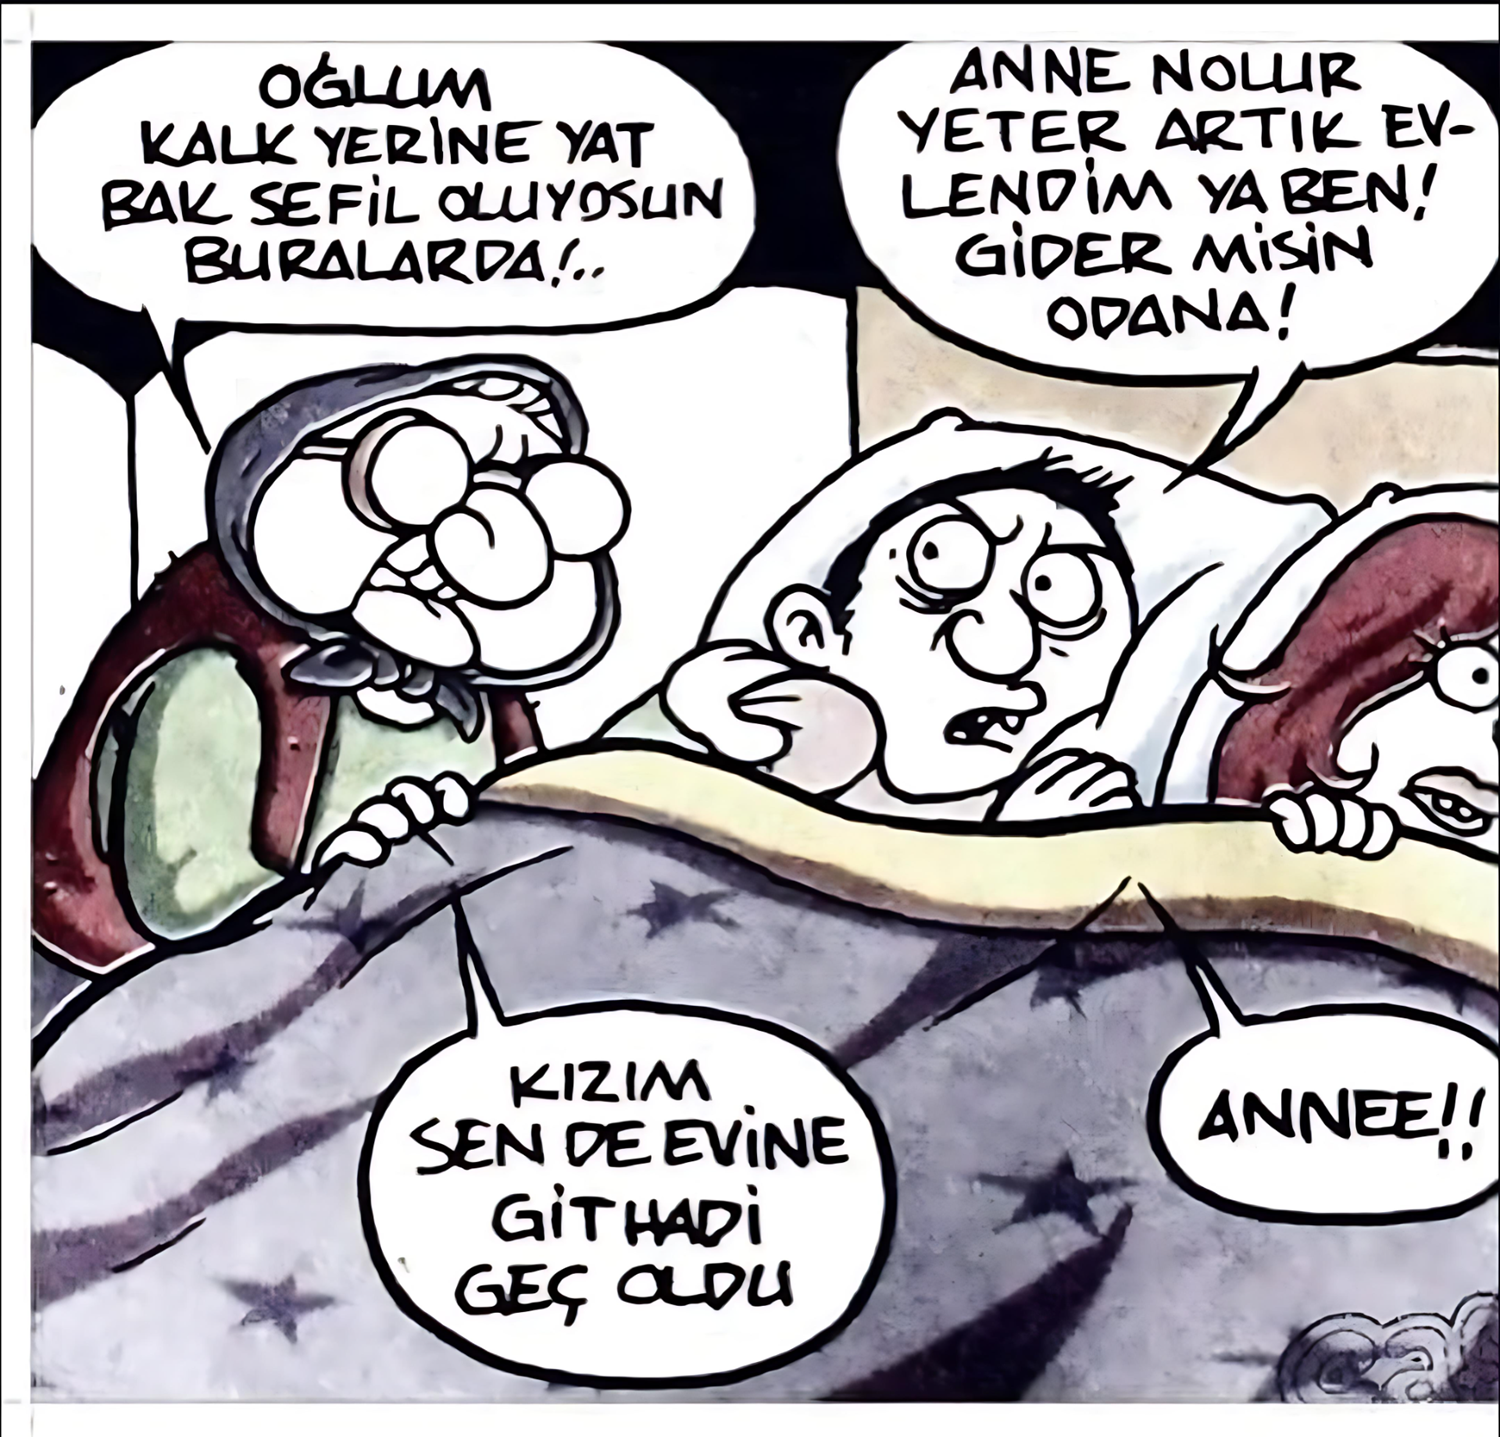 OĞLUM
KALK YERİNE YAT
BAK SEFİL OLUYOSUN
BURALARDA!..
ANNE NOLUR
YETER ARTIK EV-
LENDİM YA BEN!
GİDER MİSİN
ODANA!
KIZIM
SEN DE EVİNE
GİT HADİ
GEÇ OLDU
ANNEE!!